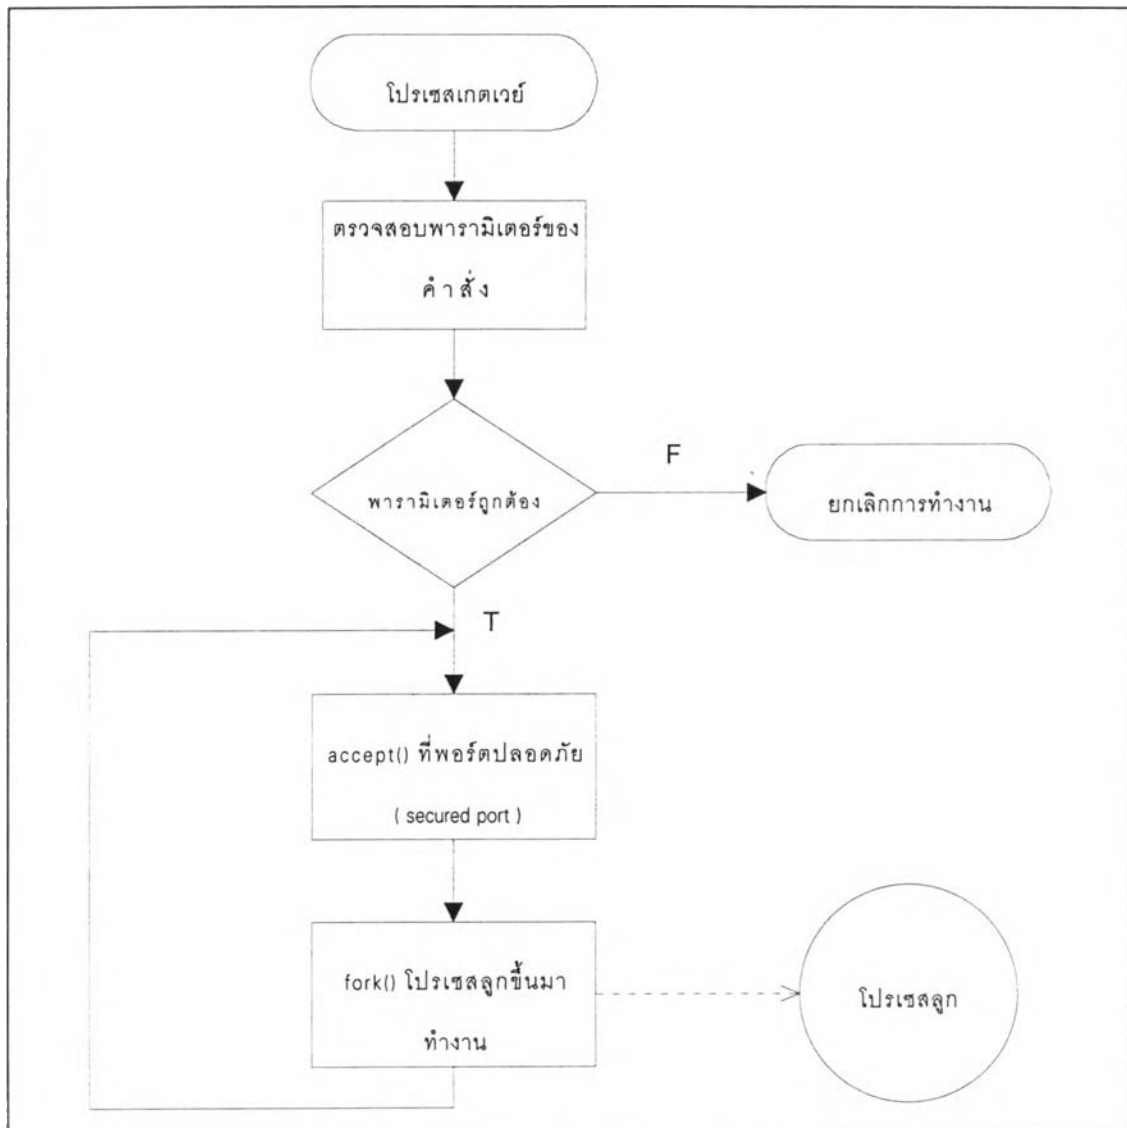 โปรเซสเกตเวย์
ตรวจสอบพารามิเตอร์ของ
คำสั่ง
พารามิเตอร์ถูกต้อง
F
ยกเลิกการทำงาน
T
accept() ที่พอร์ตปลอดภัย
( secured port )
fork() โปรเซสลูกขึ้นมา
ทำงาน
โปรเซสลูก